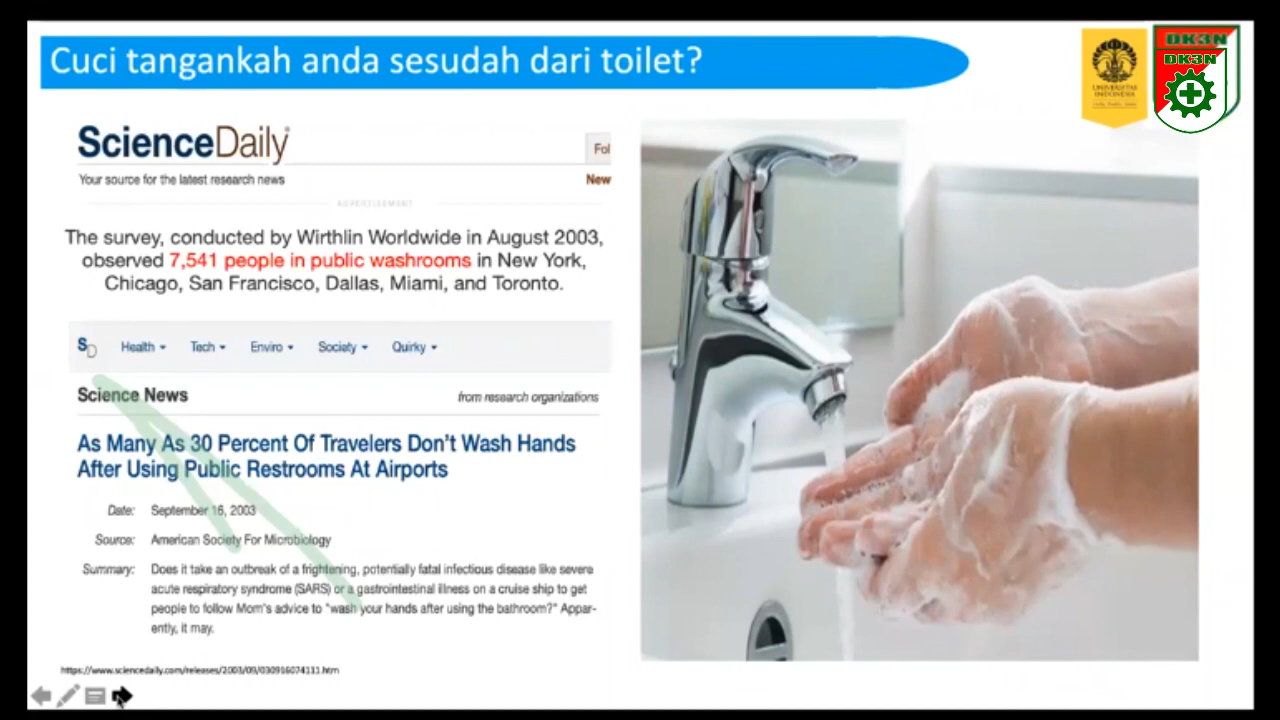 Cuci tangankah anda sesudah dari toilet?
UNIVERSITAS
INDONESIA
DK3N
DK3N
ScienceDaily
Your source for the latest research news
Fol
New
ADVERTISEMENT
The survey, conducted by Wirthlin Worldwide in August 2003,
observed 7,541 people in public washrooms in New York,
Chicago, San Francisco, Dallas, Miami, and Toronto.
SD Health Tech Enviro Society Quirky
Science News from research organizations
As Many As 30 Percent Of Travelers Don't Wash Hands
After Using Public Restrooms At Airports
Date: September 16, 2003
Source: American Society For Microbiology
Summary: Does it take an outbreak of a frightening, potentially fatal infectious disease like severe
acute respiratory syndrome (SARS) or a gastrointestinal illness on a cruise ship to get
people to follow Mom's advice to "wash your hands after using the bathroom?" Appar-
ently, it may.
https://www.sciencedaily.com/releases/2003/09/030916074111.htm